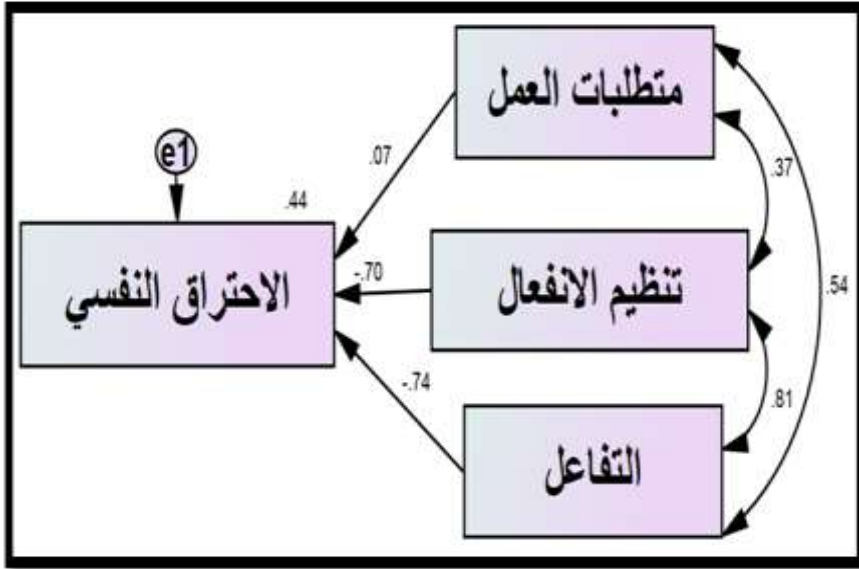 متطلبات العمل
e1
.07
.37
.44
الاحتراق النفسي
-.70
تنظيم الانفعال
.54
-.74
.81
التفاعل